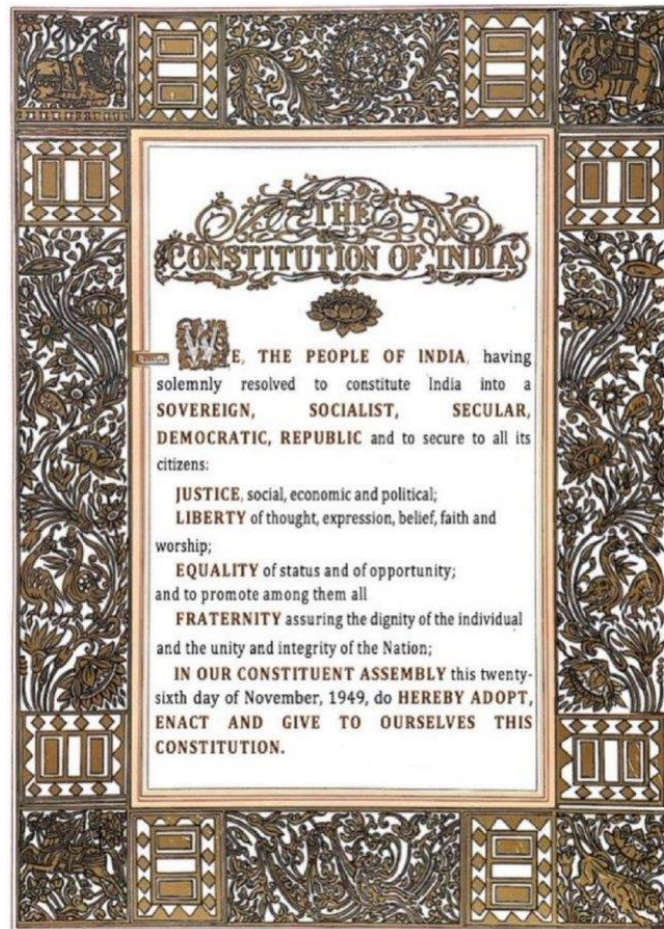 THE
CONSTITUTION OF INDIA
WE, THE PEOPLE OF INDIA, having
solemnly resolved to constitute India into a
SOVEREIGN, SOCIALIST, SECULAR,
DEMOCRATIC, REPUBLIC and to secure to all its
citizens:
JUSTICE, social, economic and political;
LIBERTY of thought, expression, belief, faith and
worship;
EQUALITY of status and of opportunity;
and to promote among them all
FRATERNITY assuring the dignity of the individual
and the unity and integrity of the Nation;
IN OUR CONSTITUENT ASSEMBLY this twenty-
sixth day of November, 1949, do HEREBY ADOPT,
ENACT AND GIVE TO OURSELVES THIS
CONSTITUTION.